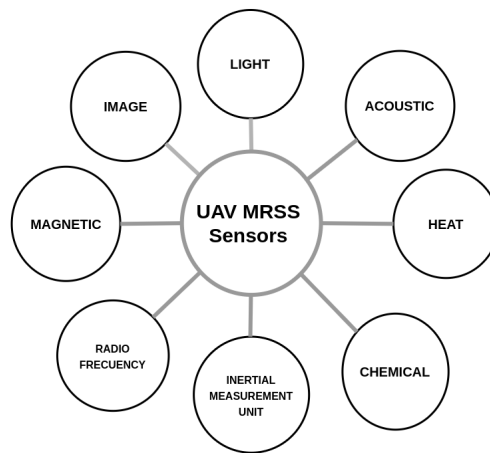 LIGHT
IMAGE
ACOUSTIC
UAV MRSS
Sensors
MAGNETIC
HEAT
RADIO
FRECUENCY
INERTIAL
MEASUREMENT
UNIT
CHEMICAL